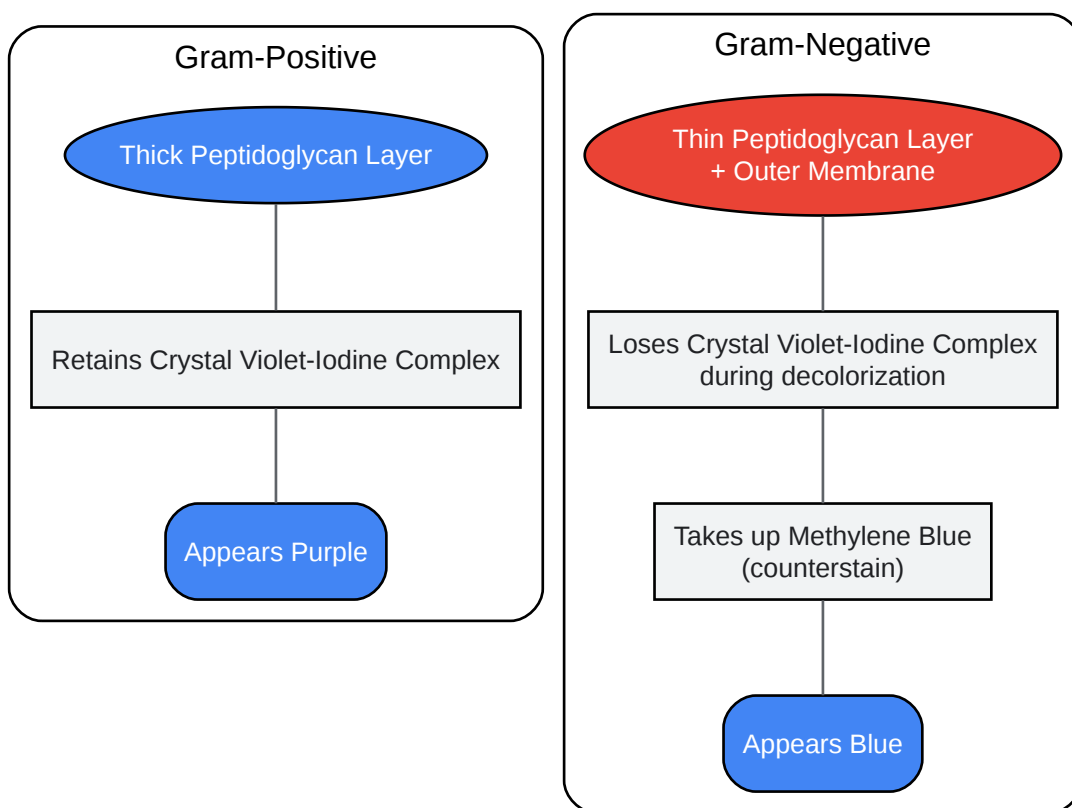 Gram-Positive
Thick Peptidoglycan Layer
Retains Crystal Violet-Iodine Complex
Appears Purple
Gram-Negative
Thin Peptidoglycan Layer
+ Outer Membrane
Loses Crystal Violet-Iodine Complex
during decolorization
Takes up Methylene Blue
(counterstain)
Appears Blue